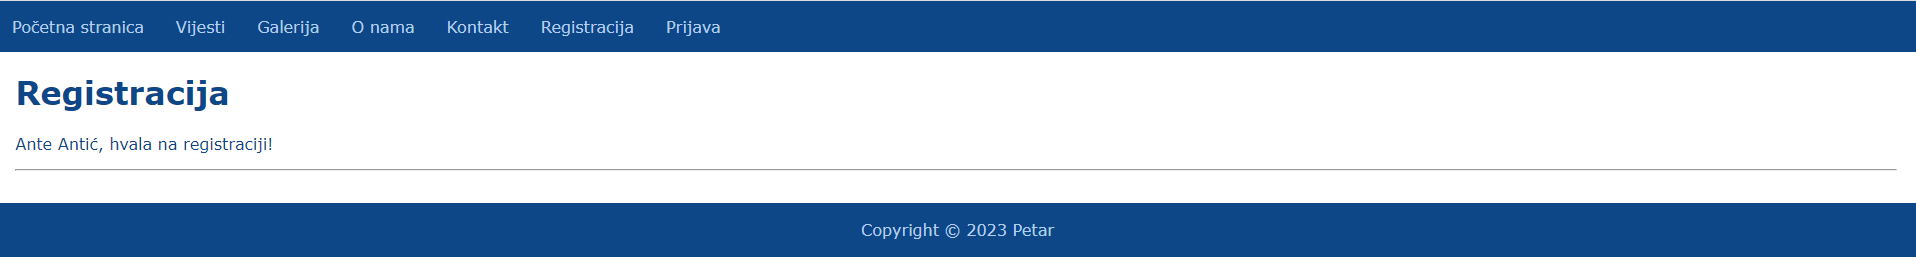 Početna stranica Vijesti Galerija O nama Kontakt Registracija Prijava
Registracija
Ante Antić, hvala na registraciji!
Copyright © 2023 Petar